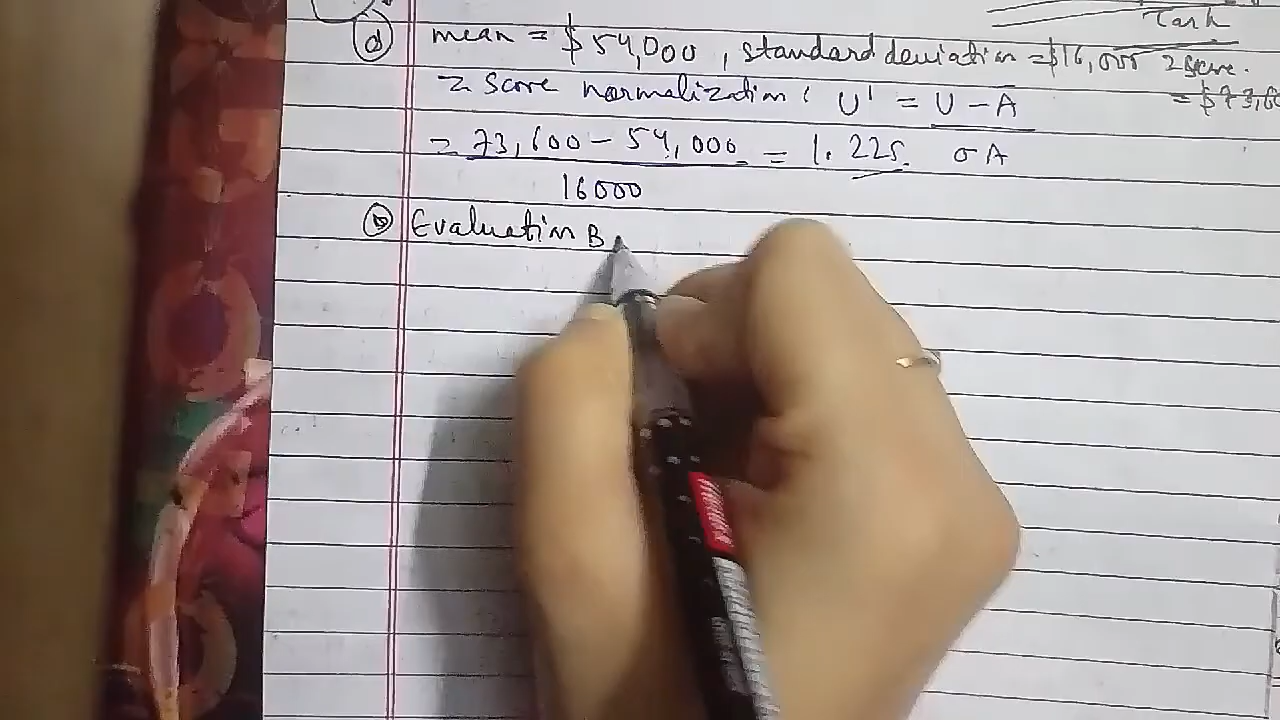 Task
d mean = $ 54,000 , standard deviation = $16,000 z score.
z score normalization : υ' = υ - A = $73,60
= 73,600 - 54,000 = 1.225. σA
16000
b Evaluation B